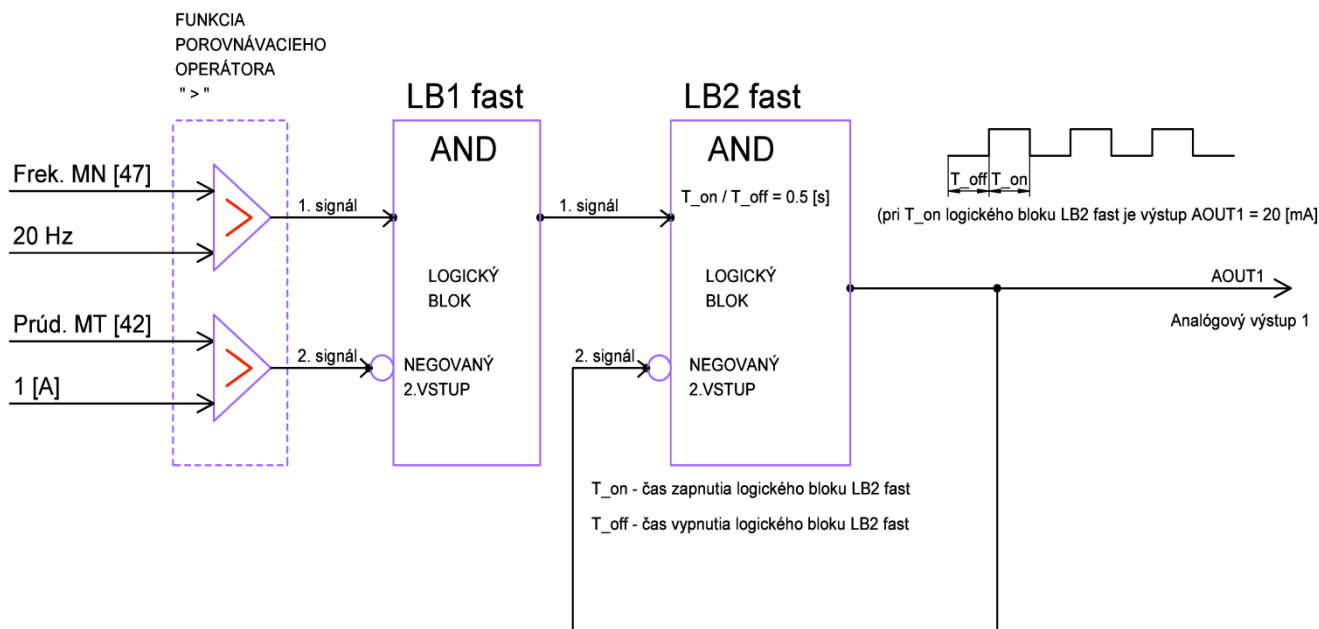 FUNKCIA
POROVNÁVACIEHO
OPERÁTORA
" > "
LB1 fast
LB2 fast
AND
AND
Frek. MN [47]
1. signál
1. signál
T_on / T_off = 0.5 [s]
T_off
T_on
(pri T_on logického bloku LB2 fast je výstup AOUT1 = 20 [mA]
20 Hz
LOGICKÝ
BLOK
LOGICKÝ
BLOK
AOUT1
Analógový výstup 1
Prúd. MT [42]
2. signál
NEGOVANÝ
2.VSTUP
2. signál
NEGOVANÝ
2.VSTUP
1 [A]
T_on - čas zapnutia logického bloku LB2 fast
T_off - čas vypnutia logického bloku LB2 fast